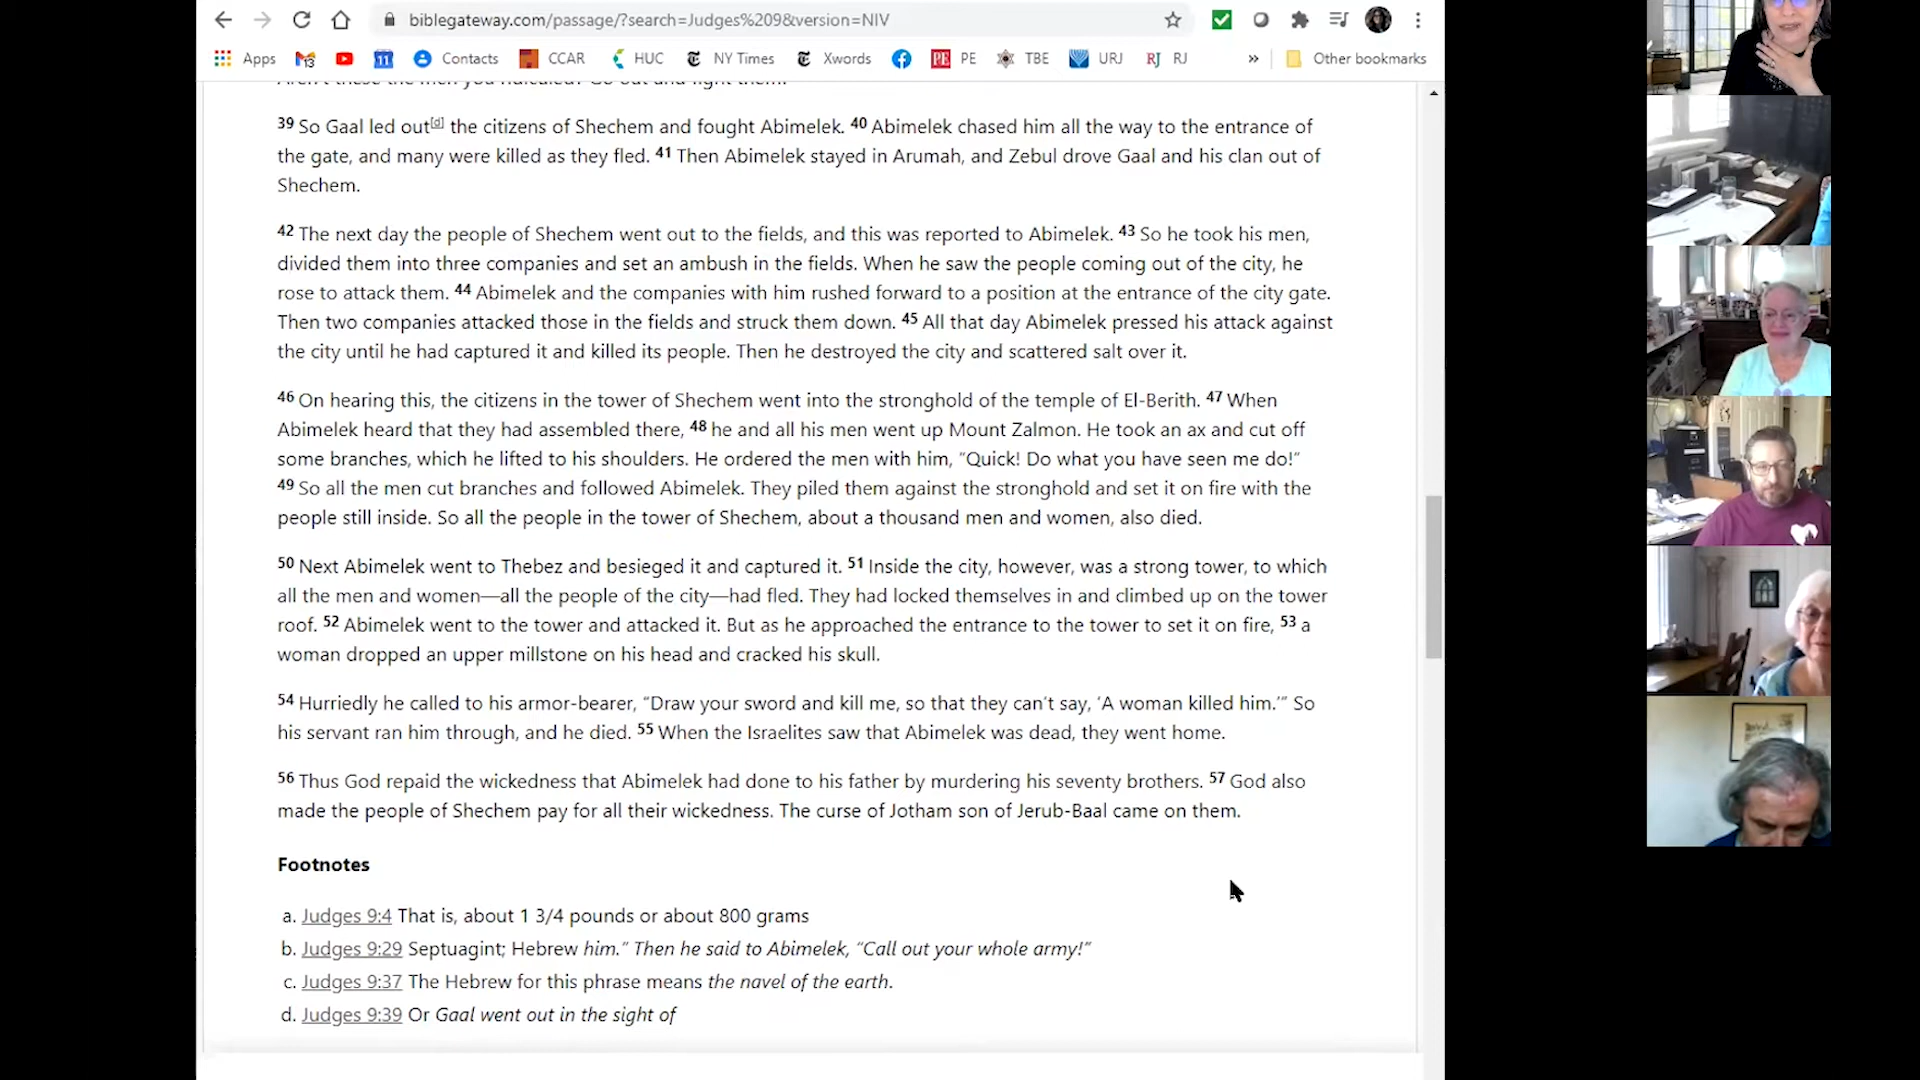 biblegateway.com/passage/?search=Judges%209&version=NIV
Apps 13 11 Contacts CCAR HUC NY Times Xwords PE PE TBE URJ RJ RJ » Other bookmarks
Aren't these the men you ridiculed? Go out and fight them!"
39 So Gaal led out[d] the citizens of Shechem and fought Abimelek. 40 Abimelek chased him all the way to the entrance of
the gate, and many were killed as they fled. 41 Then Abimelek stayed in Arumah, and Zebul drove Gaal and his clan out of
Shechem.
42 The next day the people of Shechem went out to the fields, and this was reported to Abimelek. 43 So he took his men,
divided them into three companies and set an ambush in the fields. When he saw the people coming out of the city, he
rose to attack them. 44 Abimelek and the companies with him rushed forward to a position at the entrance of the city gate.
Then two companies attacked those in the fields and struck them down. 45 All that day Abimelek pressed his attack against
the city until he had captured it and killed its people. Then he destroyed the city and scattered salt over it.
46 On hearing this, the citizens in the tower of Shechem went into the stronghold of the temple of El-Berith. 47 When
Abimelek heard that they had assembled there, 48 he and all his men went up Mount Zalmon. He took an ax and cut off
some branches, which he lifted to his shoulders. He ordered the men with him, “Quick! Do what you have seen me do!”
49 So all the men cut branches and followed Abimelek. They piled them against the stronghold and set it on fire with the
people still inside. So all the people in the tower of Shechem, about a thousand men and women, also died.
50 Next Abimelek went to Thebez and besieged it and captured it. 51 Inside the city, however, was a strong tower, to which
all the men and women—all the people of the city—had fled. They had locked themselves in and climbed up on the tower
roof. 52 Abimelek went to the tower and attacked it. But as he approached the entrance to the tower to set it on fire, 53 a
woman dropped an upper millstone on his head and cracked his skull.
54 Hurriedly he called to his armor-bearer, “Draw your sword and kill me, so that they can’t say, ‘A woman killed him.’” So
his servant ran him through, and he died. 55 When the Israelites saw that Abimelek was dead, they went home.
56 Thus God repaid the wickedness that Abimelek had done to his father by murdering his seventy brothers. 57 God also
made the people of Shechem pay for all their wickedness. The curse of Jotham son of Jerub-Baal came on them.
Footnotes
a. Judges 9:4 That is, about 1 3/4 pounds or about 800 grams
b. Judges 9:29 Septuagint; Hebrew him.” Then he said to Abimelek, “Call out your whole army!”
c. Judges 9:37 The Hebrew for this phrase means the navel of the earth.
d. Judges 9:39 Or Gaal went out in the sight of